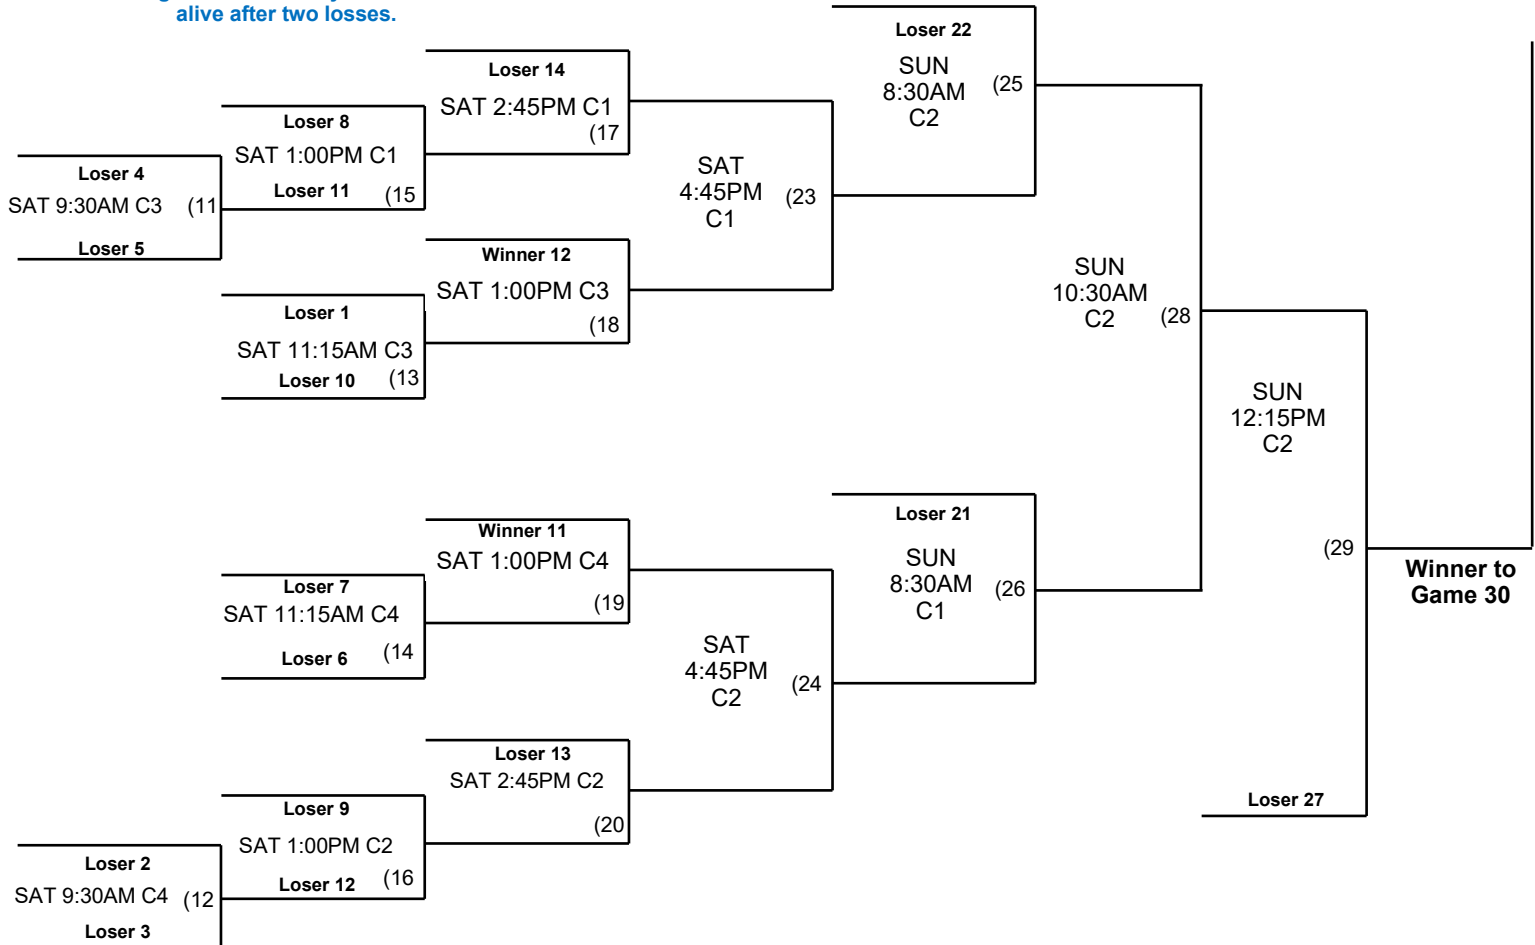 alive after two losses.
Loser 22
SUN
8:30AM
C2
(25
Loser 14
SAT 2:45PM C1
(17
Loser 8
SAT 1:00PM C1
Loser 11
(15
Loser 4
SAT 9:30AM C3
(11
Loser 5
SAT
4:45PM
C1
(23
Winner 12
SAT 1:00PM C3
(18
Loser 1
SAT 11:15AM C3
Loser 10
(13
SUN
10:30AM
C2
(28
SUN
12:15PM
C2
(29
Winner to
Game 30
Loser 21
SUN
8:30AM
C1
(26
Winner 11
SAT 1:00PM C4
(19
Loser 7
SAT 11:15AM C4
Loser 6
(14
SAT
4:45PM
C2
(24
Loser 13
SAT 2:45PM C2
(20
Loser 27
Loser 9
SAT 1:00PM C2
Loser 12
(16
Loser 2
SAT 9:30AM C4
(12
Loser 3